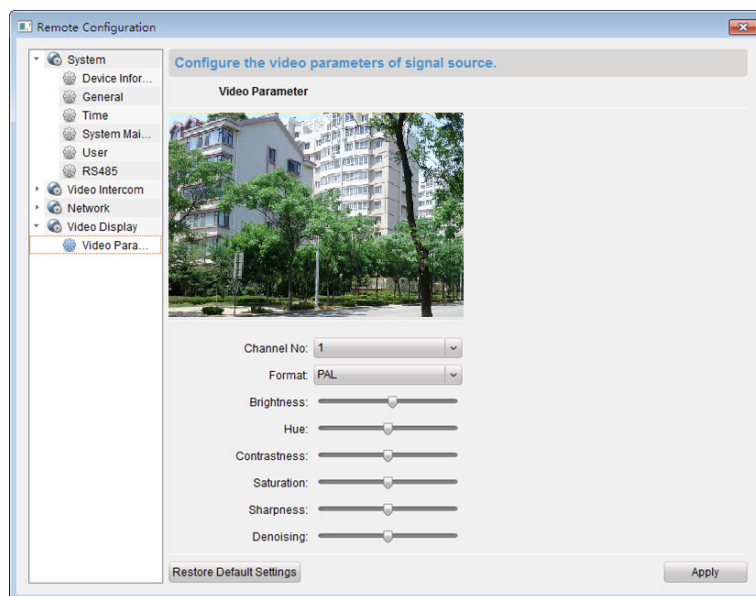 Remote Configuration
System
Device Infor...
General
Time
System Mai...
User
RS485
Video Intercom
Network
Video Display
Video Para...
Configure the video parameters of signal source.
Video Parameter
Channel No: 1
Format: PAL
Brightness:
Hue:
Contrastness:
Saturation:
Sharpness:
Denoising:
Restore Default Settings
Apply